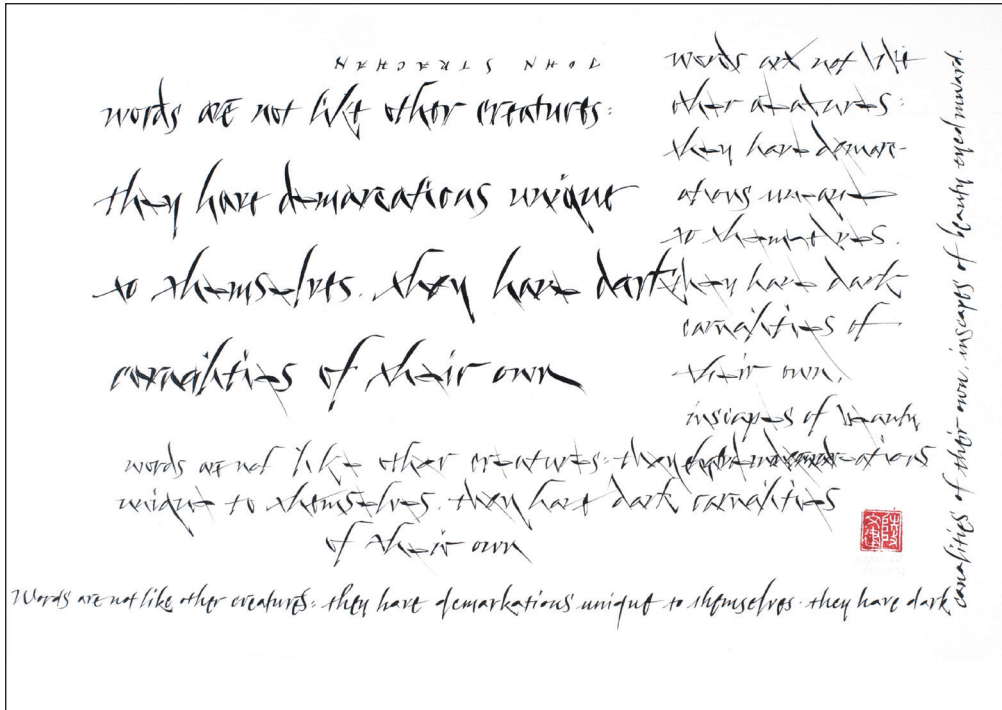 JOHN STRACHAN
words are not like other creatures:
they have demarcations unique
to themselves. they have dark
carnalities of their own
words are not like
other creatures:
they have demarc-
ations unique
to themselves.
they have dark
carnalities of
their own,
inscapes of beauty
words are not like other creatures: they
unique to themselves. they have dark carnalities
of their own
Words are not like other creatures: they have demarkations unique to themselves. they have dark
canalities of their own. inscapes of beauty eyed inward.